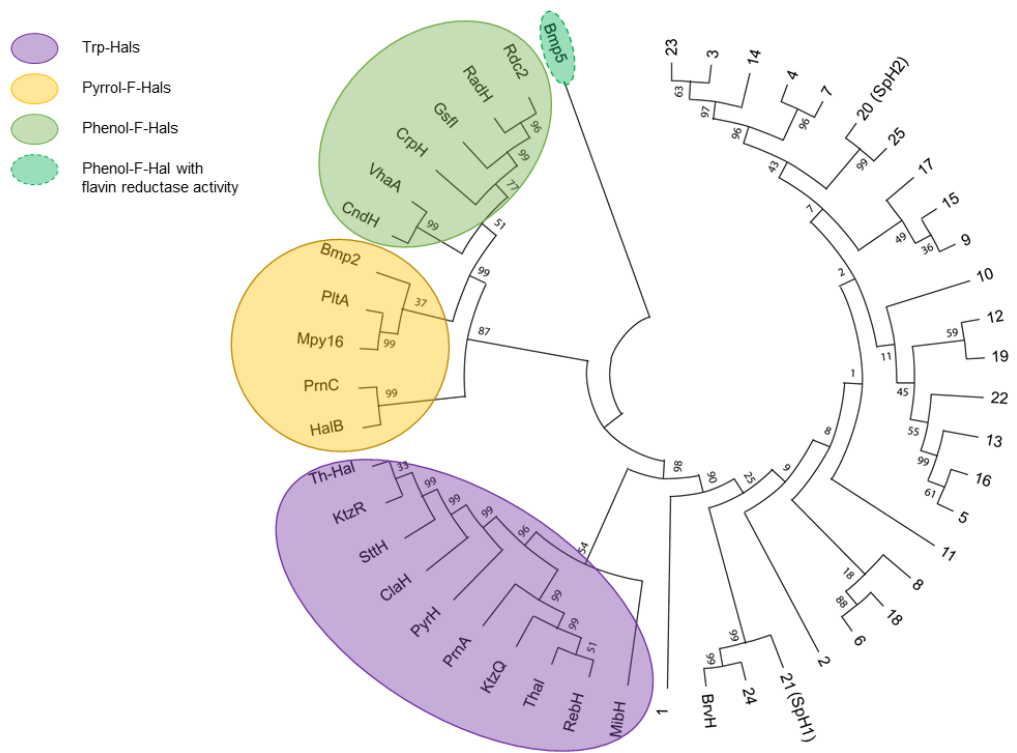 Trp-Hals
Pyrrol-F-Hals
Phenol-F-Hals
Phenol-F-Hal with
flavin reductase activity
Bmp5
Rdc2
RadH
GsfI
CrpH
VhaA
CndH
96
99
77
99
51
Bmp2
PltA
Mpy16
PrnC
HalB
37
99
99
99
87
Th-Hal
KtzR
SttH
ClaH
PyrH
PrnA
KtzQ
Thal
RebH
MibH
33
99
99
99
99
96
99
99
51
54
98
90
25
9
8
1
2
7
43
96
97
63
23
3
14
4
7
96
20 (SpH2)
25
99
17
15
9
49
36
10
11
12
19
59
45
22
13
16
5
55
99
61
11
8
18
6
18
88
2
21 (SpH1)
24
BrvH
99
99
1